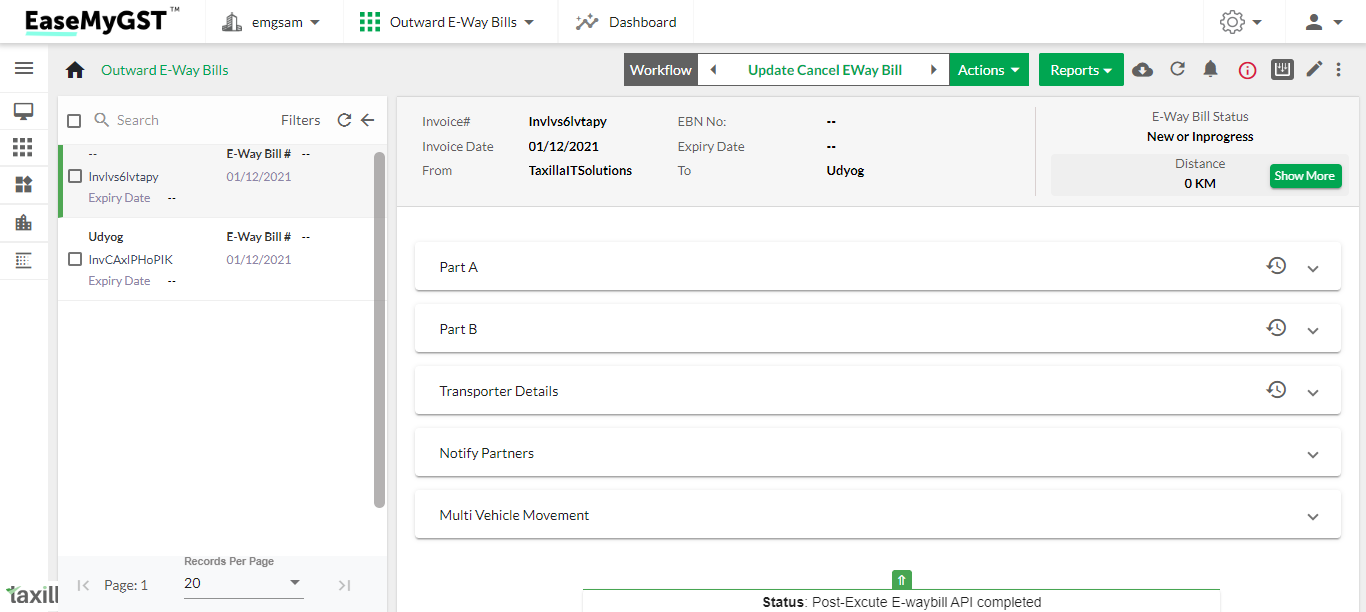 EaseMyGST™
emgsam
Outward E-Way Bills
Dashboard
Outward E-Way Bills
Workflow
Update Cancel EWay Bill
Actions
Reports
Search
Filters
-- E-Way Bill # --
Invlvs6lvtapy 01/12/2021
Expiry Date --
Udyog E-Way Bill # --
InvCAxlPHoPIK 01/12/2021
Expiry Date --
Records Per Page
Page: 1 20
taxill
Invoice# Invlvs6lvtapy EBN No: --
Invoice Date 01/12/2021 Expiry Date --
From TaxillaITSolutions To Udyog
E-Way Bill Status
New or Inprogress
Distance
0 KM
Show More
Part A
Part B
Transporter Details
Notify Partners
Multi Vehicle Movement
Status: Post-Excute E-waybill API completed